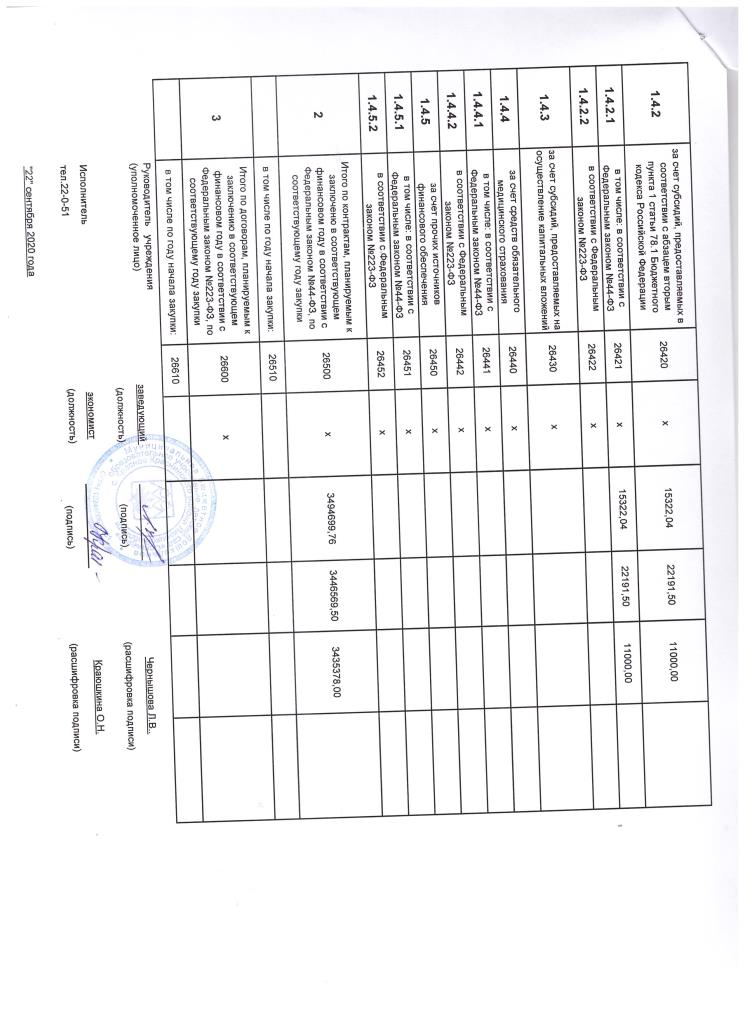 1.4.2 за счет субсидий, предоставляемых в
соответствии с абзацем вторым
пункта 1 статьи 78.1 Бюджетного
кодекса Российской Федерации 26420 х 15322,04 22191,50 11000,00
1.4.2.1 в том числе: в соответствии с
Федеральным законом №44-ФЗ 26421 х 15322,04 22191,50 11000,00
1.4.2.2 в соответствии с Федеральным
законом №223-ФЗ 26422 х
1.4.3 за счет субсидий, предоставляемых на
осуществление капитальных вложений 26430 х
1.4.4 за счет средств обязательного
медицинского страхования 26440 х
1.4.4.1 в том числе: в соответствии с
Федеральным законом №44-ФЗ 26441 х
1.4.4.2 в соответствии с Федеральным
законом №223-ФЗ 26442 х
1.4.5 за счет прочих источников
финансового обеспечения 26450 х
1.4.5.1 в том числе: в соответствии с
Федеральным законом №44-ФЗ 26451 х
1.4.5.2 в соответствии с Федеральным
законом №223-ФЗ 26452 х
2 Итого по контрактам, планируемым к
заключению в соответствующем
финансовом году в соответствии с
Федеральным законом №44-ФЗ, по
соответствующему году закупки 26500 х 3494699,76 3446569,50 3435378,00
в том числе по году начала закупки: 26510
3 Итого по договорам, планируемым к
заключению в соответствующем
финансовом году в соответствии с
Федеральным законом №223-ФЗ, по
соответствующему году закупки 26600 х
в том числе по году начала закупки: 26610
Руководитель учреждения
(уполномоченное лицо) заведующий Чернышова Л.В..
(должность) (подпись) (расшифровка подписи)
Исполнитель экономист Краюшкина О.Н.
тел.22-0-51 (должность) (подпись) (расшифровка подписи)
"22" сентября 2020 года